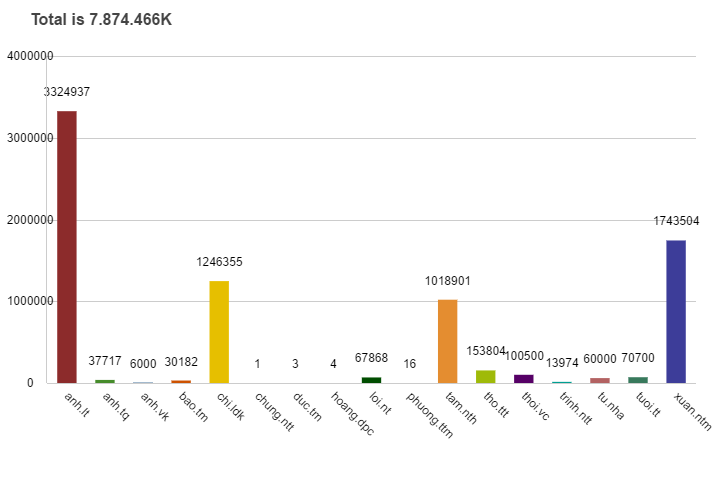 Total is 7.874.466K
4000000
3324937
3000000
2000000
1743504
1246355
1018901
1000000
153804
100500
37717
6000
30182
1
3
4
67868
16
13974
60000
70700
0
anh.lt
anh.tq
anh.vk
bao.tm
chi.ldk
chung.ntt
duc.tm
hoang.dpc
loi.nt
phuong.ttm
tam.nth
tho.ttt
thoi.vc
trinh.ntt
tu.nha
tuoi.tt
xuan.ntm